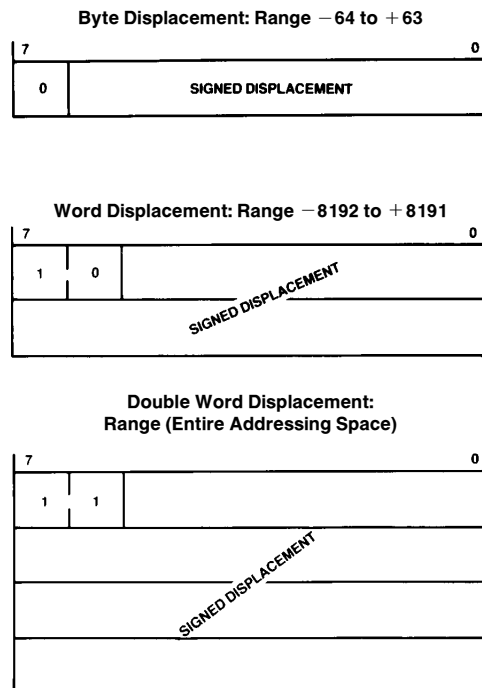 Byte Displacement: Range −64 to +63
7 0
0 SIGNED DISPLACEMENT
Word Displacement: Range −8192 to +8191
7 0
1 0
SIGNED DISPLACEMENT
Double Word Displacement:
Range (Entire Addressing Space)
7 0
1 1
SIGNED DISPLACEMENT